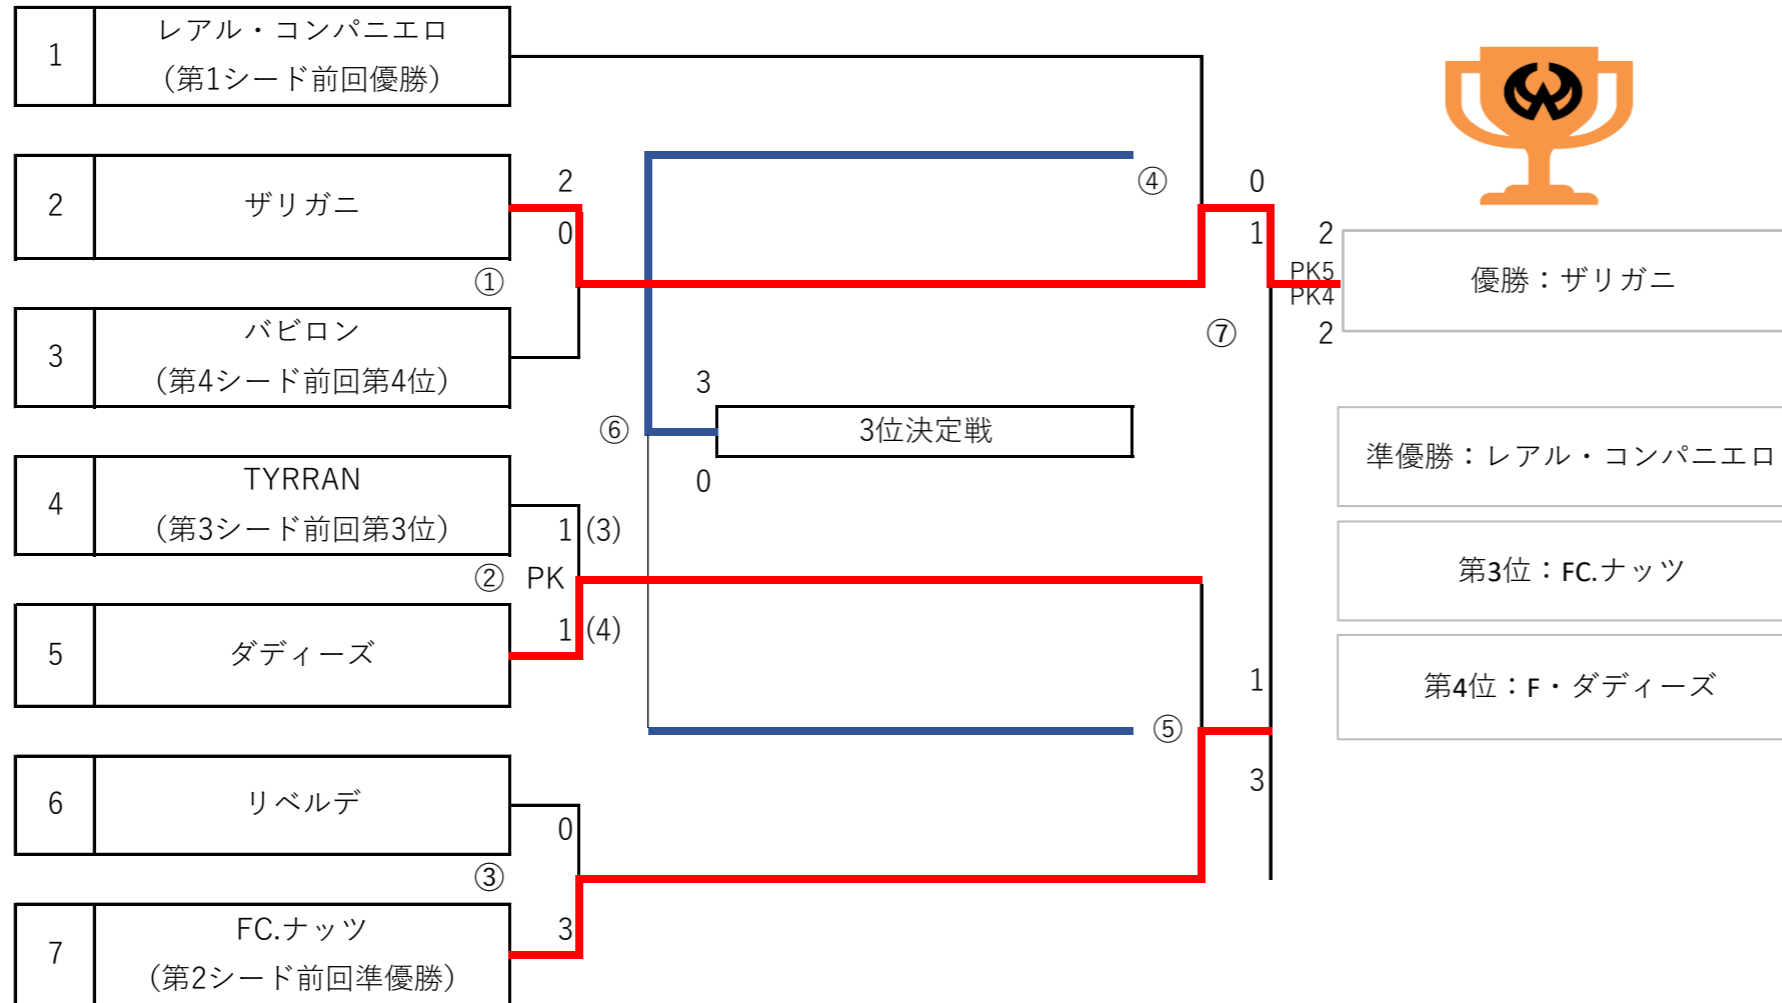 1
レアル・コンパニエロ
（第1シード前回優勝）
2
ザリガニ
2
0
①
3
バビロン
（第4シード前回第4位）
4
TYRRAN
（第3シード前回第3位）
1 (3)
② PK
1 (4)
5
ダディーズ
6
リベルデ
0
③
7
FC.ナッツ
（第2シード前回準優勝）
3
④
0
1
3
⑥
3位決定戦
0
⑤
1
3
⑦
2
PK5
PK4
2
優勝：ザリガニ
準優勝：レアル・コンパニエロ
第3位：FC.ナッツ
第4位：F・ダディーズ